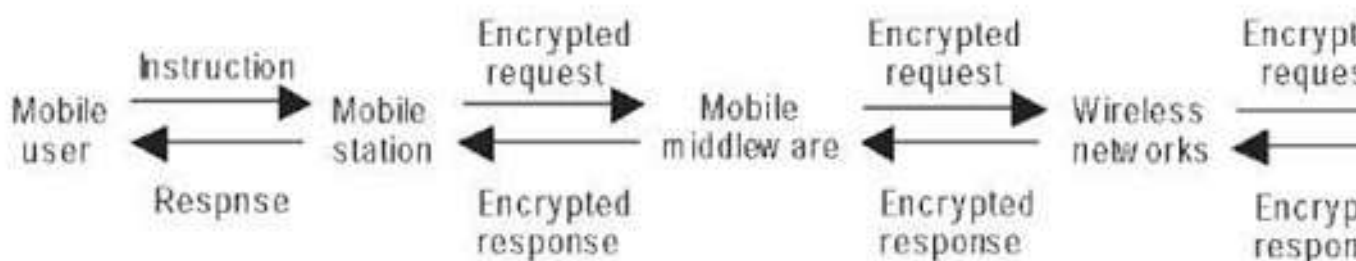 Instruction
Encrypted
request
Encrypted
request
Mobile
user
Mobile
station
Mobile
middlew are
Wireless
netw orks
Respnse
Encrypted
response
Encrypted
response